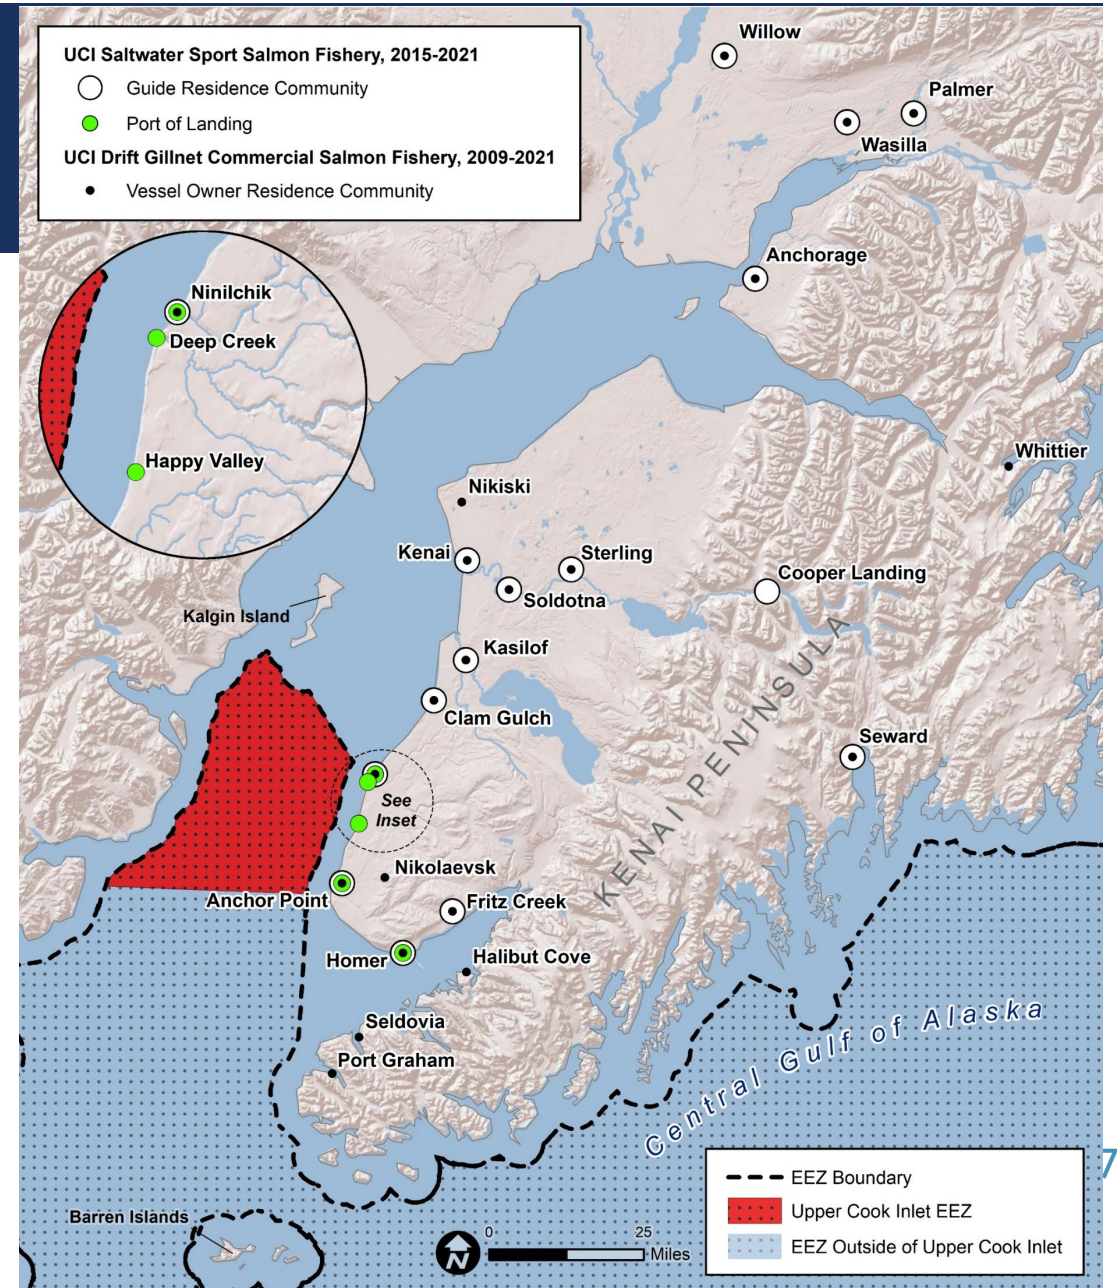 UCI Saltwater Sport Salmon Fishery, 2015-2021
Guide Residence Community
Port of Landing
UCI Drift Gillnet Commercial Salmon Fishery, 2009-2021
Vessel Owner Residence Community
Willow
Palmer
Wasilla
Anchorage
Ninilchik
Deep Creek
Happy Valley
Whittier
Nikiski
Kenai
Sterling
Soldotna
Cooper Landing
Kalgin Island
Kasilof
Clam Gulch
KENAI PENINSULA
Seward
See
Inset
Nikolaevsk
Anchor Point
Fritz Creek
Homer
Halibut Cove
Seldovia
Port Graham
Central Gulf of Alaska
Barren Islands
0 25
Miles
EEZ Boundary
Upper Cook Inlet EEZ
EEZ Outside of Upper Cook Inlet
7